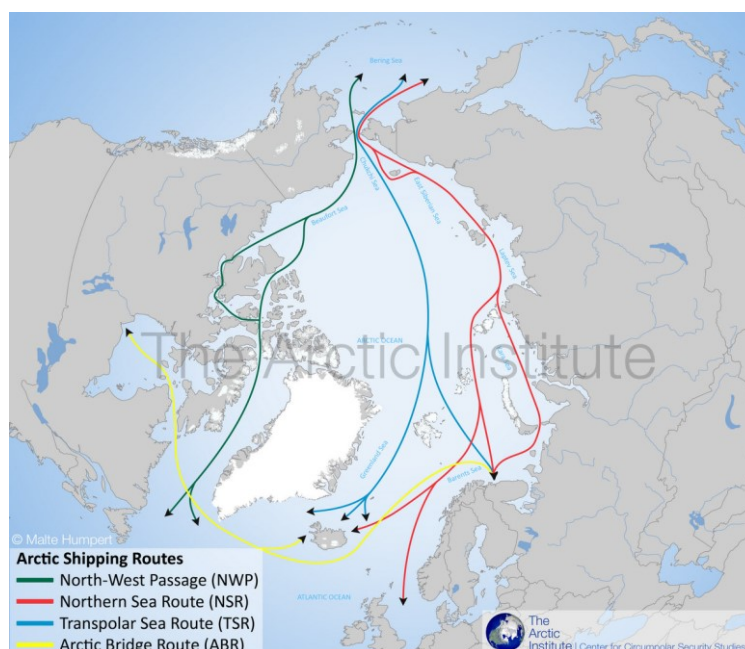 Bering Sea
Chukchi Sea
East Siberian Sea
Beaufort Sea
Laptev Sea
ARCTIC OCEAN
The Arctic Institute
Greenland Sea
Barents Sea
© Malte Humpert
Arctic Shipping Routes
North-West Passage (NWP)
Northern Sea Route (NSR)
Transpolar Sea Route (TSR)
Arctic Bridge Route (ABR)
ATLANTIC OCEAN
The
Arctic
Institute | Center for Circumpolar Security Studies